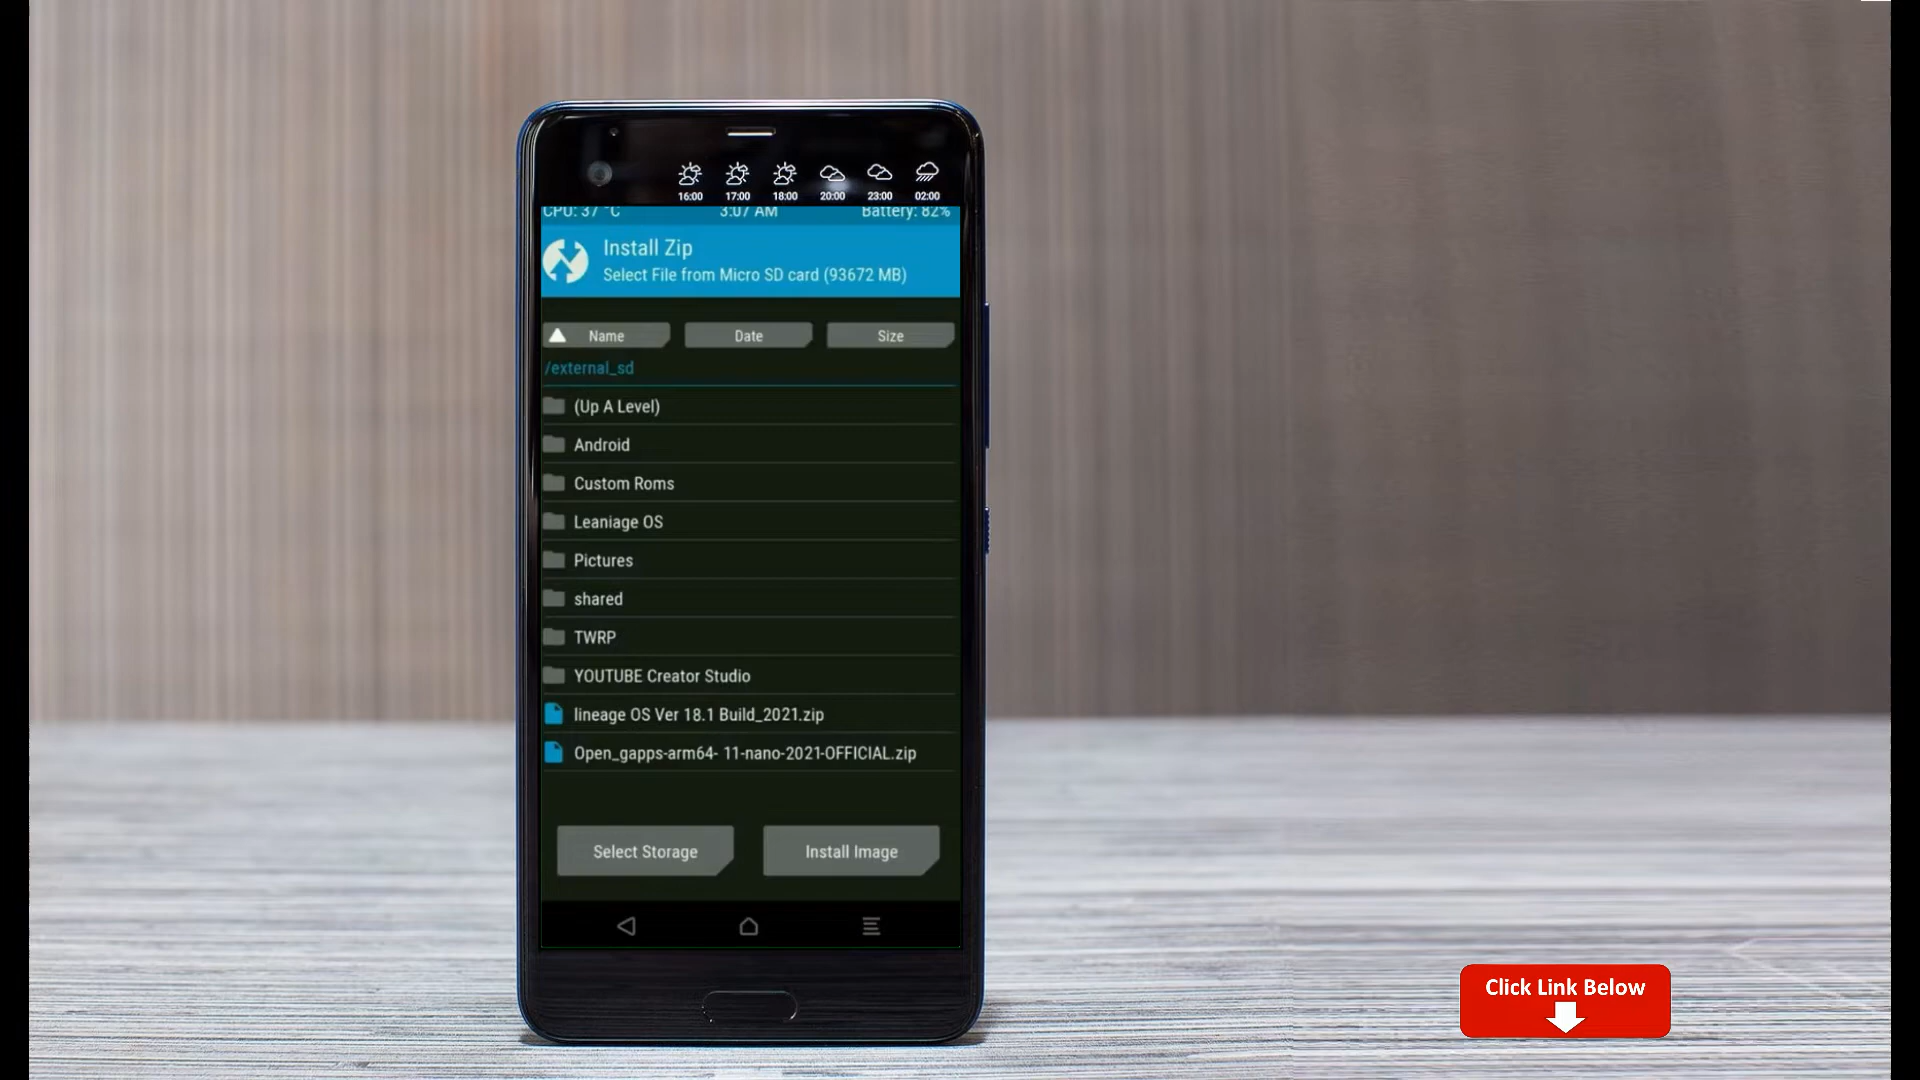 16:00 17:00 18:00 20:00 23:00 02:00
CPU: 37 °C 3:07 AM Battery: 82%
Install Zip
Select File from Micro SD card (93672 MB)
Name Date Size
/external_sd
(Up A Level)
Android
Custom Roms
Leaniage OS
Pictures
shared
TWRP
YOUTUBE Creator Studio
lineage OS Ver 18.1 Build_2021.zip
Open_gapps-arm64- 11-nano-2021-OFFICIAL.zip
Select Storage Install Image
Click Link Below